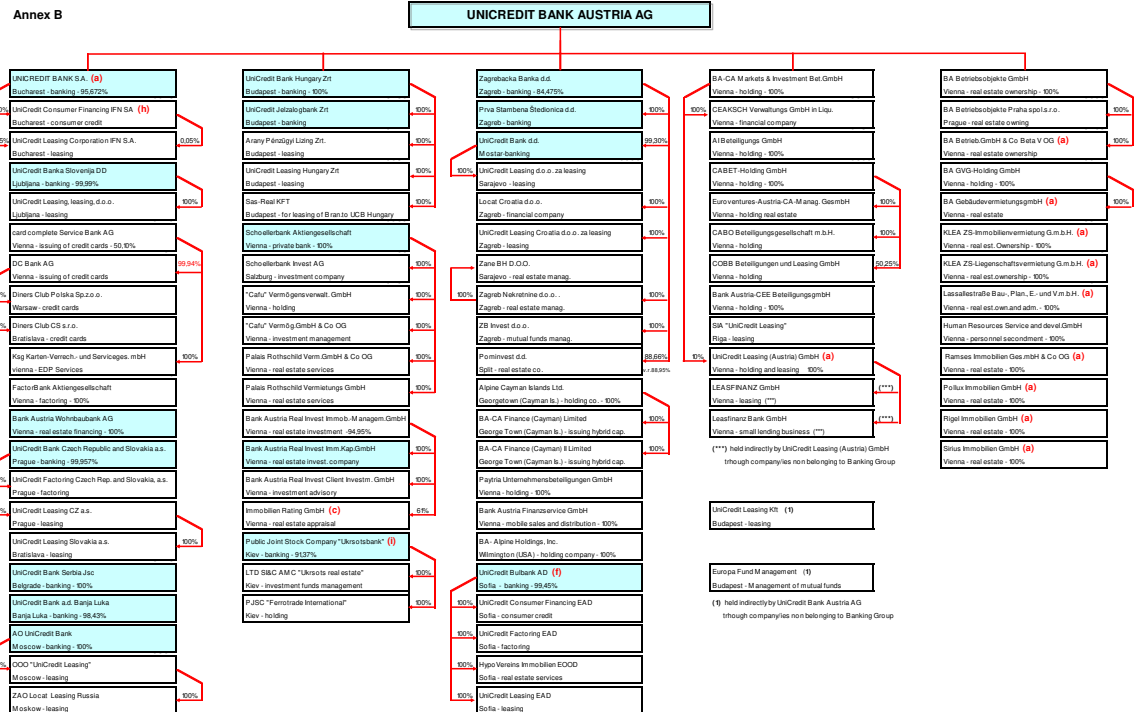 Annex B
UNICREDIT BANK AUSTRIA AG
UNICREDIT BANK S.A. (a)
Bucharest - banking - 95,672%
UniCredit Consumer Financing IFN SA (h)
Bucharest - consumer credit
UniCredit Leasing Corporation IFN S.A.
Bucharest - leasing
0,05%
UniCredit Banka Slovenija DD
Ljubljana - banking - 99,99%
UniCredit Leasing, leasing, d.o.o.
Ljubljana - leasing
100%
card complete Service Bank AG
Vienna - issuing of credit cards - 50,10%
DC Bank AG
Vienna - issuing of credit cards
99,94%
Diners Club Polska Sp.z.o.o.
Warsaw - credit cards
Diners Club CS s.r.o.
Bratislava - credit cards
Ksg Karten-Verrech.- und Serviceges. mbH
vienna - EDP Services
100%
FactorBank Aktiengesellschaft
Vienna - factoring - 100%
Bank Austria Wohnbaubank AG
Vienna - real estate financing - 100%
UniCredit Bank Czech Republic and Slovakia a.s.
Prague - banking - 99,957%
UniCredit Factoring Czech Rep. and Slovakia, a.s.
Prague - factoring
UniCredit Leasing CZ a.s.
Prague - leasing
UniCredit Leasing Slovakia a.s.
Bratislava - leasing
100%
UniCredit Bank Serbia Jsc
Belgrade - banking - 100%
UniCredit Bank a.d. Banja Luka
Banja Luka - banking - 98,43%
AO UniCredit Bank
Moscow - banking - 100%
OOO "UniCredit Leasing"
Moscow - leasing
ZAO Locat Leasing Russia
Moskow - leasing
100%
UniCredit Bank Hungary Zrt
Budapest - banking - 100%
UniCredit Jelzalogbank Zrt
Budapest - banking
100%
Arany Pénzügyi Lizing Zrt.
Budapest - leasing
100%
UniCredit Leasing Hungary Zrt
Budapest - leasing
100%
Sas-Real KFT
Budapest - for leasing of Bran.to UCB Hungary
100%
Schoellerbank Aktiengesellschaft
Vienna - private bank - 100%
Schoellerbank Invest AG
Salzburg - investment company
100%
"Cafu" Vermögensverwalt. GmbH
Vienna - holding
100%
"Cafu" Vermög.GmbH & Co OG
Vienna - investment management
100%
Palais Rothschild Verm.GmbH & Co OG
Vienna - real estate services
100%
Palais Rothschild Vermietungs GmbH
Vienna - real estate services
100%
Bank Austria Real Invest Immob.-Managem.GmbH
Vienna - real estate investment -94,95%
Bank Austria Real Invest Imm.Kap.GmbH
Vienna - real estate invest. company
100%
Bank Austria Real Invest Client Investm. GmbH
Vienna - investment advisory
100%
Immobilien Rating GmbH (c)
Vienna - real estate appraisal
61%
Public Joint Stock Company "Ukrsotsbank" (i)
Kiev - banking - 91,37%
LTD SI&C AMC "Ukrsots real estate"
Kiev - investment funds management
100%
PJSC "Ferrotrade International"
Kiev - holding
100%
Zagrebacka Banka d.d.
Zagreb - banking - 84,475%
Prva Stambena Štedionica d.d.
Zagreb - banking
100%
UniCredit Bank d.d.
Mostar-banking
99,30%
100%
UniCredit Leasing d.o.o. za leasing
Sarajevo - leasing
Locat Croatia d.o.o.
Zagreb - financial company
100%
UniCredit Leasing Croatia d.o.o. za leasing
Zagreb - leasing
100%
Zane BH D.O.O.
Sarajevo - real estate manag.
100%
Zagreb Nekretnine d.o.o. .
Zagreb - real estate manag.
100%
ZB Invest d.o.o.
Zagreb - mutual funds manag.
100%
Pominvest d.d.
Split - real estate co.
88,66%
v.r.88,95%
Alpine Cayman Islands Ltd.
Georgetown (Cayman Is.) - holding co. - 100%
BA-CA Finance (Cayman) Limited
George Town (Cayman Is.) - issuing hybrid cap.
100%
BA-CA Finance (Cayman) II Limited
George Town (Cayman Is.) - issuing hybrid cap.
100%
Paytria Unternehmensbeteiligungen GmbH
Vienna - holding - 100%
Bank Austria Finanzservice GmbH
Vienna - mobile sales and distribution - 100%
BA- Alpine Holdings, Inc.
Wilmington (USA) - holding company - 100%
UniCredit Bulbank AD (f)
Sofia - banking - 99,45%
100%
UniCredit Consumer Financing EAD
Sofia - consumer credit
100%
UniCredit Factoring EAD
Sofia - factoring
100%
HypoVereins Immobilien EOOD
Sofia - real estate services
100%
UniCredit Leasing EAD
Sofia - leasing
BA-CA Markets & Investment Bet.GmbH
Vienna - holding - 100%
100%
CEAKSCH Verwaltungs GmbH in Liqu.
Vienna - financial company
AI Beteiligungs GmbH
Vienna - holding - 100%
CABET-Holding GmbH
Vienna - holding - 100%
Euroventures-Austria-CA-Manag. GesmbH
Vienna - holding real estate
100%
CABO Beteiligungsgesellschaft m.b.H.
Vienna - holding
100%
COBB Beteiligungen und Leasing GmbH
Vienna - holding
50,25%
Bank Austria-CEE BeteiligungsgmbH
Vienna - holding - 100%
SIA "UniCredit Leasing"
Riga - leasing
10%
UniCredit Leasing (Austria) GmbH (a)
Vienna - holding and leasing 100%
LEASFINANZ GmbH
Vienna - leasing (***)
(***)
Leasfinanz Bank GmbH
Vienna - small lending business (***)
(***)
(***) held indirectly by UniCredit Leasing (Austria) GmbH
trhough company/ies non belonging to Banking Group
UniCredit Leasing Kft (1)
Budapest - leasing
Europa Fund Management (1)
Budapest - Management of mutual funds
(1) held indirectly by UniCredit Bank Austria AG
trhough company/ies non belonging to Banking Group
BA Betriebsobjekte GmbH
Vienna - real estate - 100%
BA Betriebsobjekte Praha spol.s.r.o.
Prague - real estate owning
100%
BA Betrieb.GmbH & Co Beta V OG (a)
Vienna - real estate ownership
100%
BA GVG-Holding GmbH
Vienna - holding - 100%
BA GebäudevermietungsgmbH (a)
Vienna - real estate
100%
KLEA ZS-Immobilienvermietung G.m.b.H. (a)
Vienna - real est. Ownership - 100%
KLEA ZS-Liegenschaftsvermietung G.m.b.H. (a)
Vienna - real est.ownership - 100%
Lassallestraße Bau-, Plan., E.- und V.m.b.H. (a)
Vienna - real est.own.and adm. - 100%
Human Resources Service and devel.GmbH
Vienna - personnel secondment - 100%
Ramses Immobilien Ges.mbH & Co OG (a)
Vienna - real estate - 100%
Pollux Immobilien GmbH (a)
Vienna - real estate - 100%
Rigel Immobilien GmbH (a)
Vienna - real estate - 100%
Sirius Immobilien GmbH (a)
Vienna - real estate - 100%